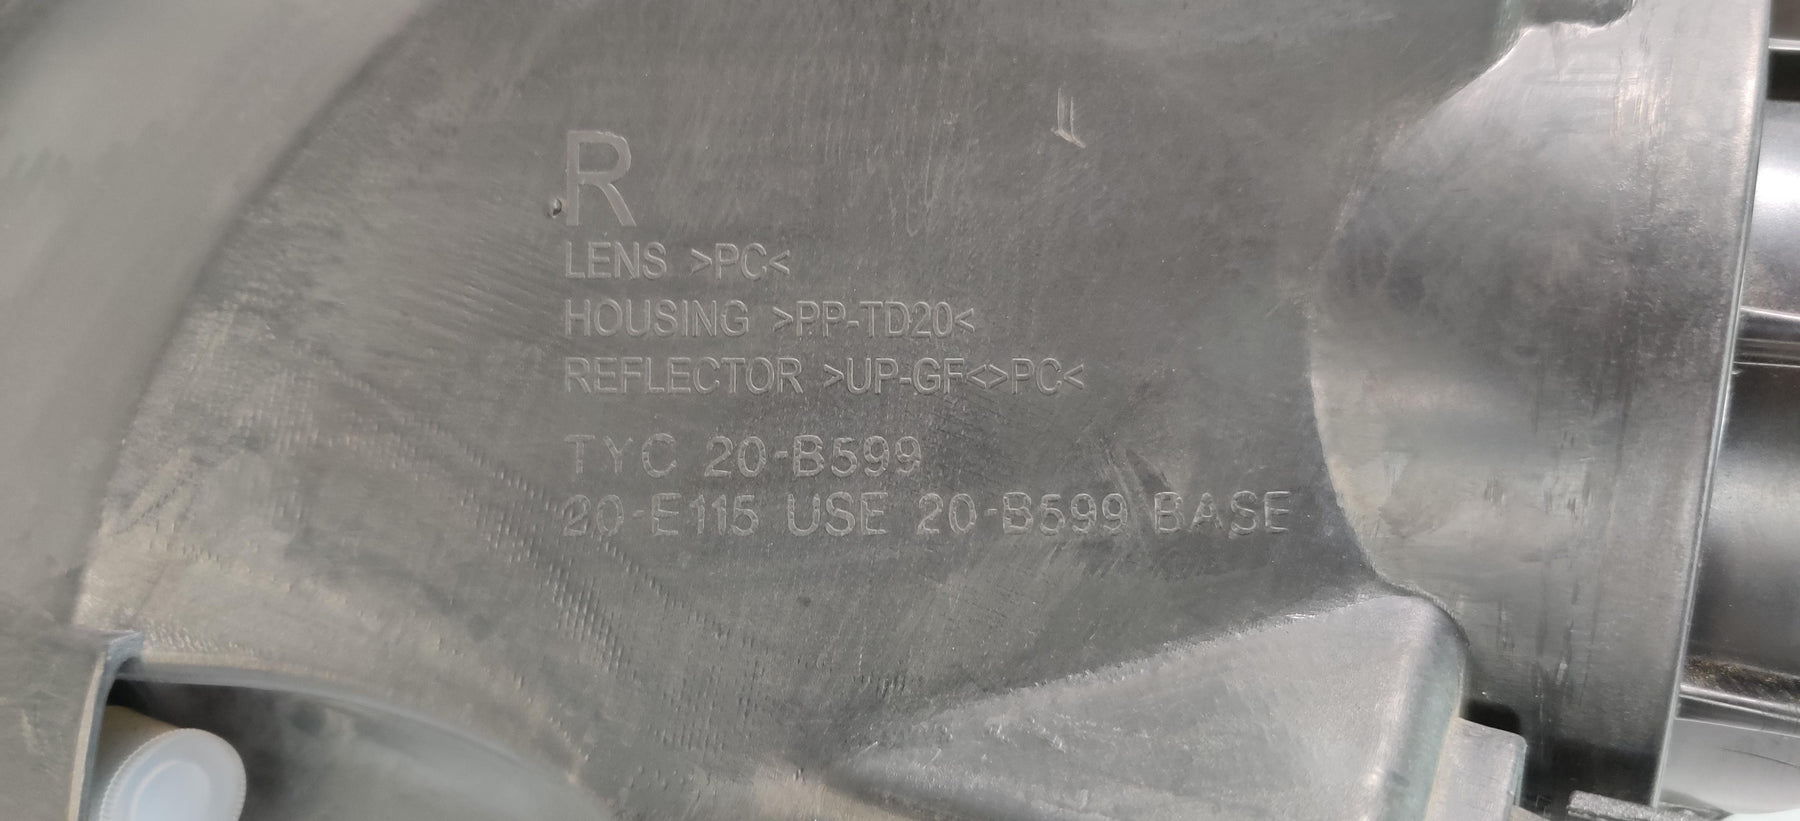 R
LENS >PC<
HOUSING >PP-TD20<
REFLECTOR >UP-GF<>PC<
TYC 20-B599
20-E115 USE 20-B599 BASE